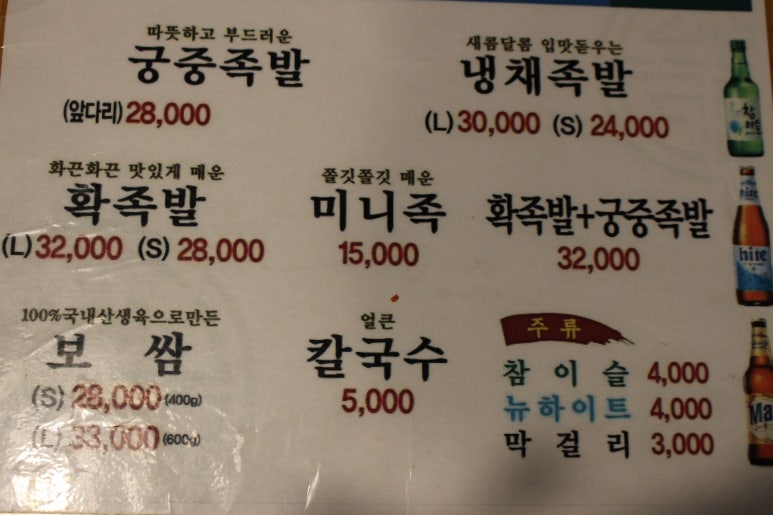 따뜻하고 부드러운
궁중족발
(앞다리) 28,000
새콤달콤 입맛돋우는
냉채족발
(L) 30,000 (S) 24,000
화끈화끈 맛있게 매운
확족발
(L) 32,000 (S) 28,000
쫄깃쫄깃 매운
미니족
15,000
확족발+궁중족발
32,000
100%국내산생육으로만든
보 쌈
(S) 28,000 (400g)
(L) 33,000 (600g)
얼큰
칼국수
5,000
주 류
참 이 슬 4,000
뉴하이트 4,000
막 걸 리 3,000
참이슬
hite
Ma